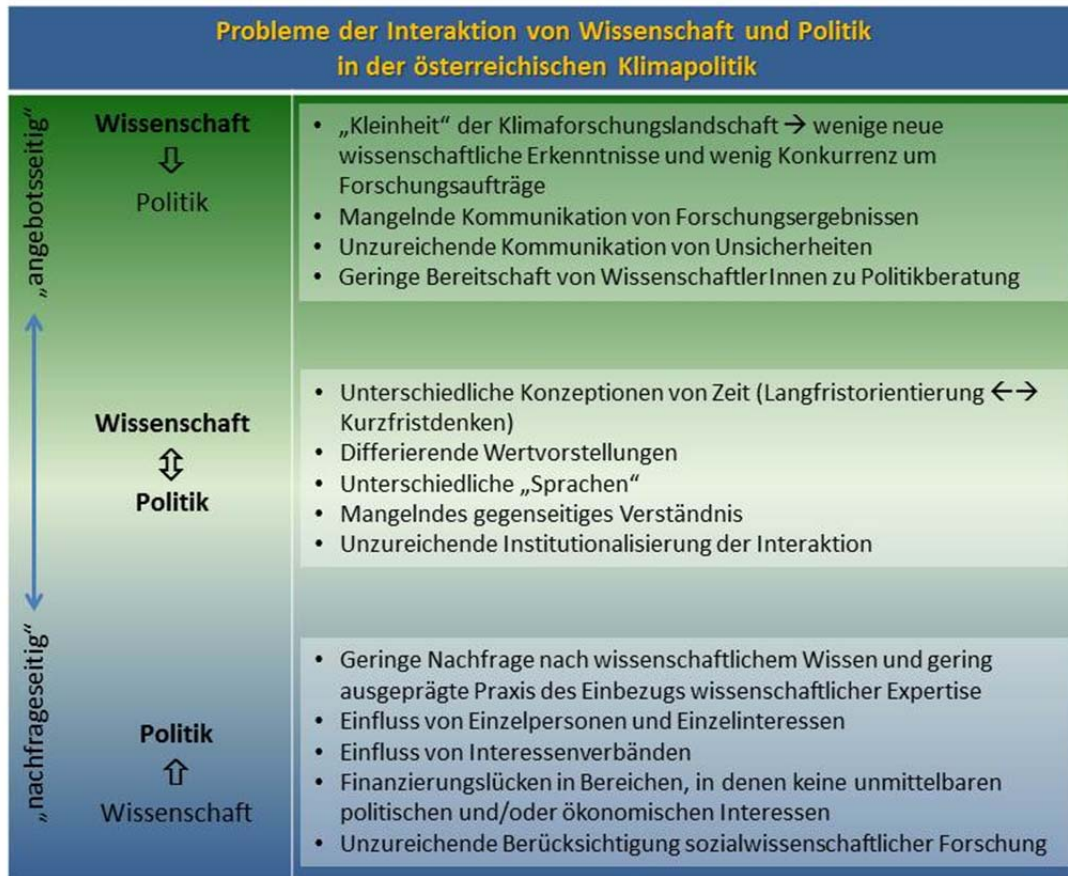 Probleme der Interaktion von Wissenschaft und Politik
in der österreichischen Klimapolitik
„angebotsseitig“
Wissenschaft
⇩
Politik
• „Kleinheit“ der Klimaforschungslandschaft → wenige neue
wissenschaftliche Erkenntnisse und wenig Konkurrenz um
Forschungsaufträge
• Mangelnde Kommunikation von Forschungsergebnissen
• Unzureichende Kommunikation von Unsicherheiten
• Geringe Bereitschaft von WissenschaftlerInnen zu Politikberatung
Wissenschaft
⇕
Politik
• Unterschiedliche Konzeptionen von Zeit (Langfristorientierung ←→
Kurzfristdenken)
• Differierende Wertvorstellungen
• Unterschiedliche „Sprachen“
• Mangelndes gegenseitiges Verständnis
• Unzureichende Institutionalisierung der Interaktion
„nachfrageseitig“
Politik
⇧
Wissenschaft
• Geringe Nachfrage nach wissenschaftlichem Wissen und gering
ausgeprägte Praxis des Einbezugs wissenschaftlicher Expertise
• Einfluss von Einzelpersonen und Einzelinteressen
• Einfluss von Interessenverbänden
• Finanzierungslücken in Bereichen, in denen keine unmittelbaren
politischen und/oder ökonomischen Interessen
• Unzureichende Berücksichtigung sozialwissenschaftlicher Forschung